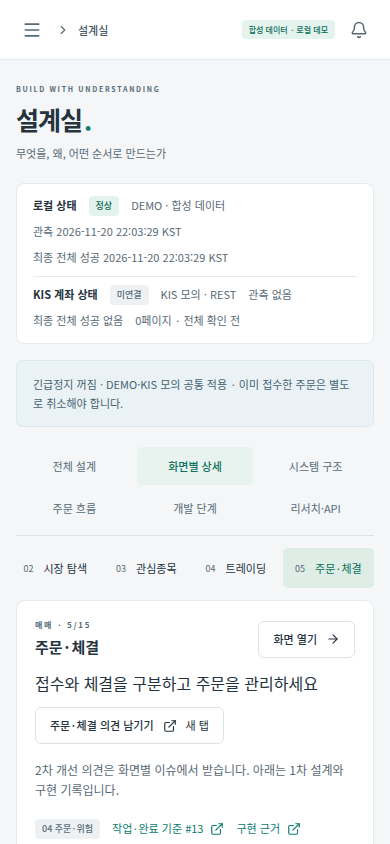 설계실
합성 데이터 · 로컬 데모
BUILD WITH UNDERSTANDING
설계실.
무엇을, 왜, 어떤 순서로 만드는가
로컬 상태 정상 DEMO · 합성 데이터
관측 2026-11-20 22:03:29 KST
최종 전체 성공 2026-11-20 22:03:29 KST
KIS 계좌 상태 미연결 KIS 모의 · REST 관측 없음
최종 전체 성공 없음 0페이지 · 전체 확인 전
긴급정지 꺼짐 · DEMO·KIS 모의 공통 적용 · 이미 접수한 주문은 별도
로 취소해야 합니다.
전체 설계 화면별 상세 시스템 구조
주문 흐름 개발 단계 리서치·API
02 시장 탐색 03 관심종목 04 트레이딩 05 주문·체결
매매 · 5/15
주문·체결
화면 열기
접수와 체결을 구분하고 주문을 관리하세요
주문·체결 의견 남기기 새 탭
2차 개선 의견은 화면별 이슈에서 받습니다. 아래는 1차 설계와
구현 기록입니다.
04 주문·위험 작업·완료 기준 #13 구현 근거